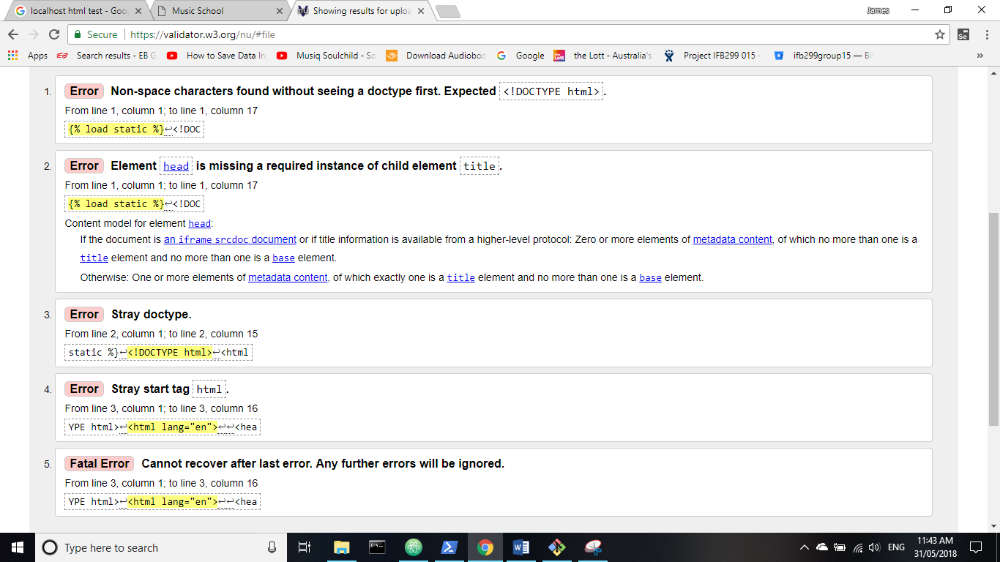 localhost html test - Goo
Music School
Showing results for uploa
James
Secure https://validator.w3.org/nu/#file
Se
Apps Search results - EB G How to Save Data In Musiq Soulchild - So Download Audioboo Google the Lott - Australia's Project IFB299 015 - ifb299group15 — Bit »
1. Error Non-space characters found without seeing a doctype first. Expected <!DOCTYPE html>.
From line 1, column 1; to line 1, column 17
{% load static %}↩<!DOC
2. Error Element head is missing a required instance of child element title.
From line 1, column 1; to line 1, column 17
{% load static %}↩<!DOC
Content model for element head:
If the document is an iframe srcdoc document or if title information is available from a higher-level protocol: Zero or more elements of metadata content, of which no more than one is a
title element and no more than one is a base element.
Otherwise: One or more elements of metadata content, of which exactly one is a title element and no more than one is a base element.
3. Error Stray doctype.
From line 2, column 1; to line 2, column 15
static %}↩<!DOCTYPE html>↩<html
4. Error Stray start tag html.
From line 3, column 1; to line 3, column 16
YPE html>↩<html lang="en">↩↩<hea
5. Fatal Error Cannot recover after last error. Any further errors will be ignored.
From line 3, column 1; to line 3, column 16
YPE html>↩<html lang="en">↩↩<hea
Type here to search
ENG
11:43 AM
31/05/2018